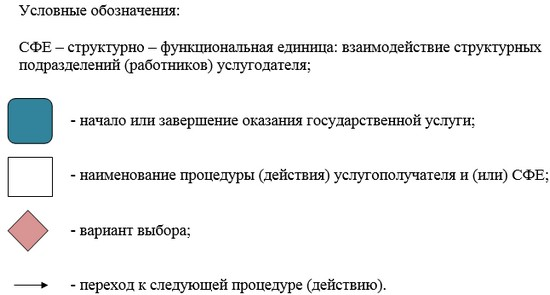 Условные обозначения:
СФЕ – структурно – функциональная единица: взаимодействие структурных
подразделений (работников) услугодателя;
- начало или завершение оказания государственной услуги;
- наименование процедуры (действия) услугополучателя и (или) СФЕ;
- вариант выбора;
- переход к следующей процедуре (действию).